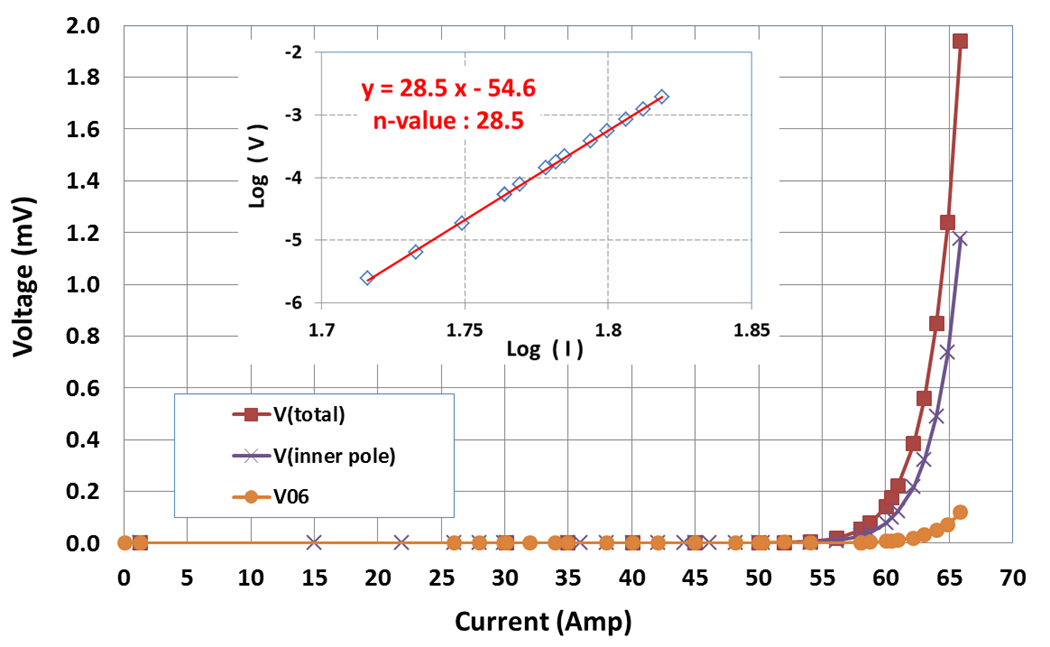 2.0
1.8
1.6
1.4
1.2
1.0
0.8
0.6
0.4
0.2
0.0
Voltage (mV)
-2
-3
-4
-5
-6
Log ( V )
y = 28.5 x - 54.6
n-value : 28.5
1.7 1.75 1.8 1.85
Log ( I )
V(total)
V(inner pole)
V06
0 5 10 15 20 25 30 35 40 45 50 55 60 65 70
Current (Amp)